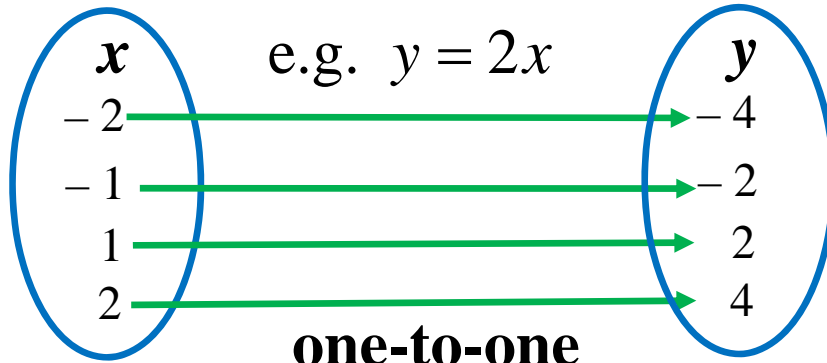 x e.g. y = 2x y
– 2 – 4
– 1 – 2
1 2
2 4
one-to-one